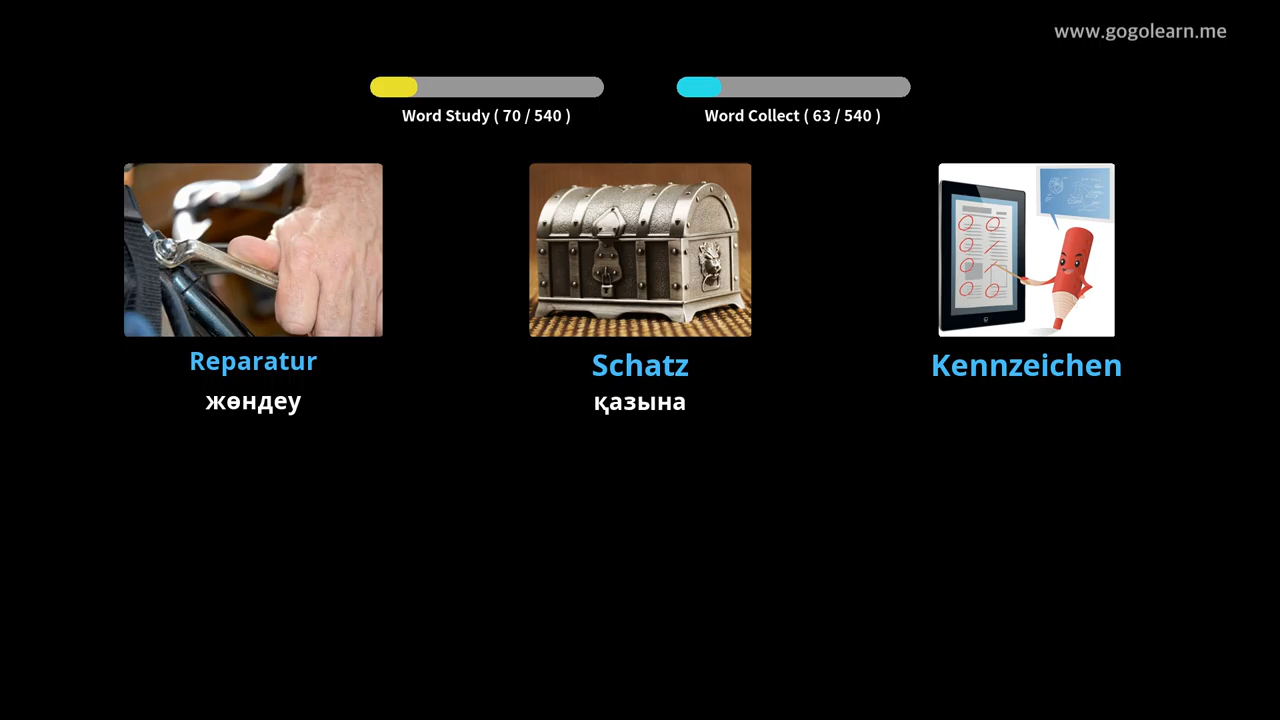 www.gogolearn.me
Word Study ( 70 / 540 )
Word Collect ( 63 / 540 )
Reparatur
Schatz
Kennzeichen
жөндеу
қазына